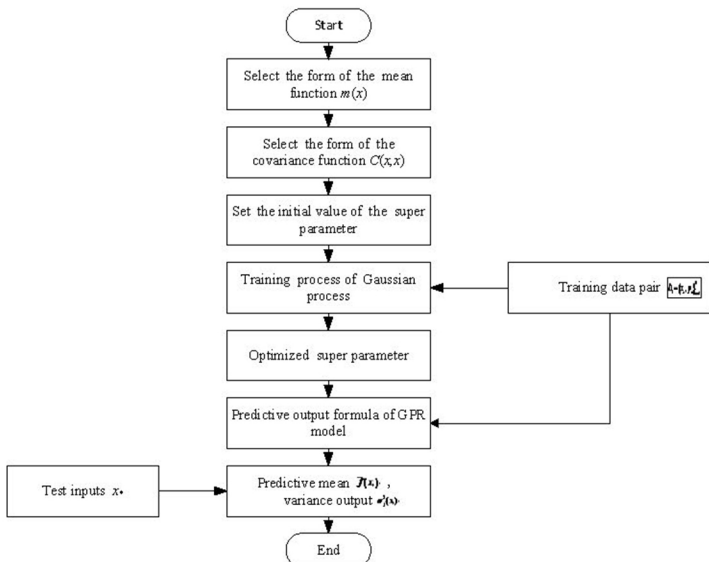 Start
Select the form of the mean
function m(x)
Select the form of the
covariance function C(x,x)
Set the initial value of the super
parameter
Training process of Gaussian
process
Training data pair
Optimized super parameter
Predictive output formula of GPR
model
Test inputs x*
Predictive mean ,
variance output
End